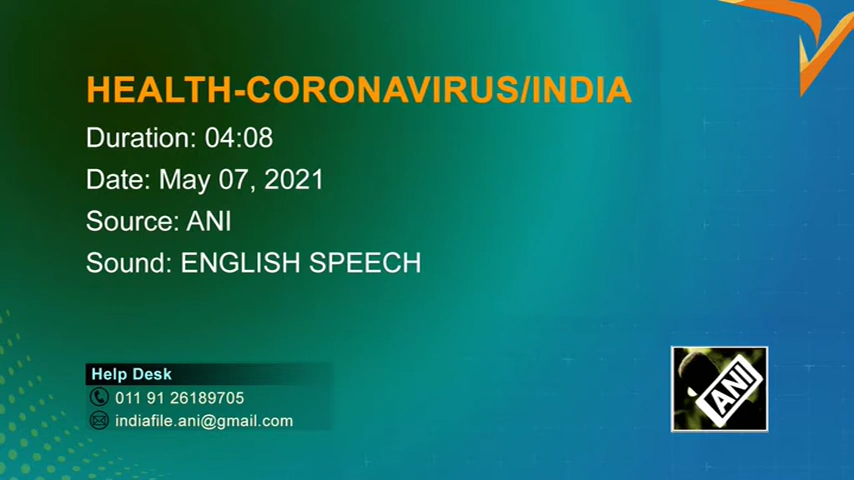 HEALTH-CORONAVIRUS/INDIA
Duration: 04:08
Date: May 07, 2021
Source: ANI
Sound: ENGLISH SPEECH
Help Desk
011 91 26189705
indiafile.ani@gmail.com
ANI